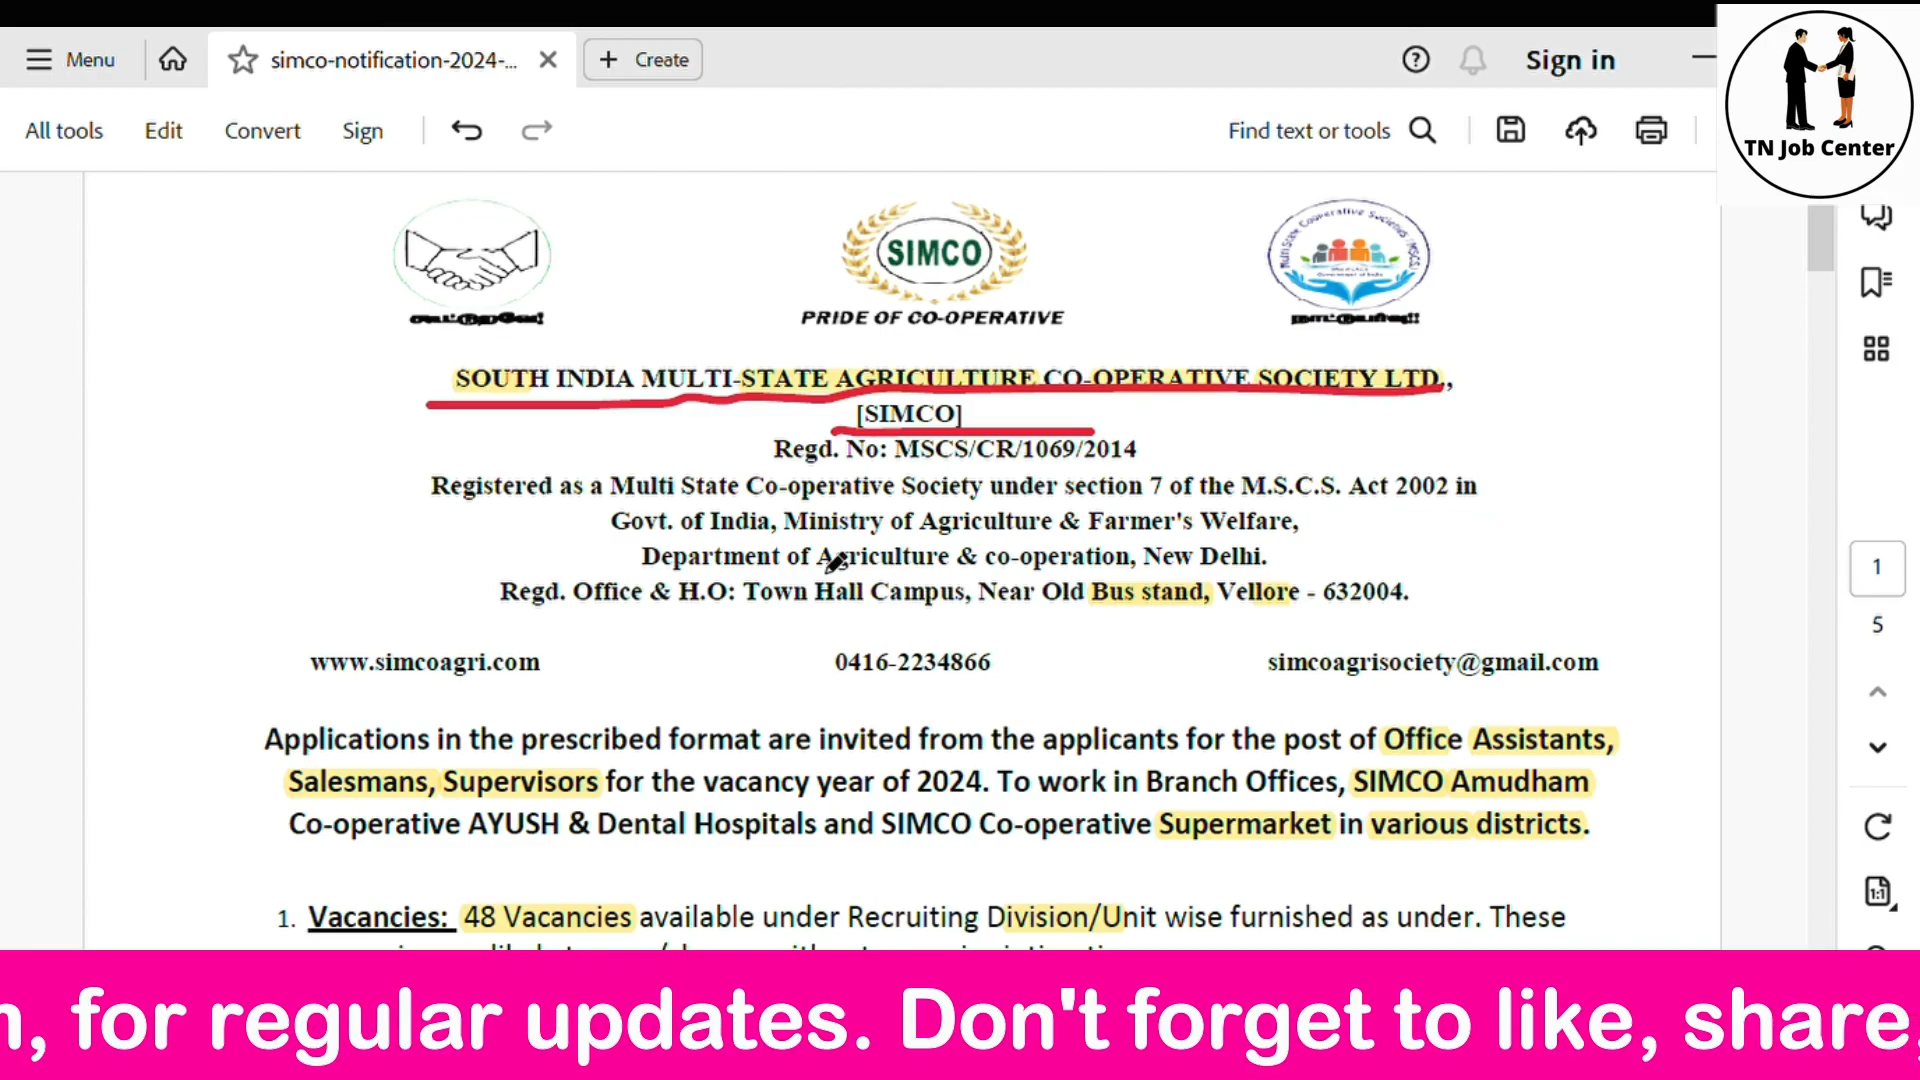 Menu
simco-notification-2024-...
Create
Sign in
All tools
Edit
Convert
Sign
Find text or tools
TN Job Center
SIMCO
PRIDE OF CO-OPERATIVE
Multi State Cooperative Societies (MSCS)
SOUTH INDIA MULTI-STATE AGRICULTURE CO-OPERATIVE SOCIETY LTD.,
[SIMCO]
Regd. No: MSCS/CR/1069/2014
Registered as a Multi State Co-operative Society under section 7 of the M.S.C.S. Act 2002 in
Govt. of India, Ministry of Agriculture & Farmer's Welfare,
Department of Agriculture & co-operation, New Delhi.
Regd. Office & H.O: Town Hall Campus, Near Old Bus stand, Vellore - 632004.
www.simcoagri.com
0416-2234866
simcoagrisociety@gmail.com
Applications in the prescribed format are invited from the applicants for the post of Office Assistants,
Salesmans, Supervisors for the vacancy year of 2024. To work in Branch Offices, SIMCO Amudham
Co-operative AYUSH & Dental Hospitals and SIMCO Co-operative Supermarket in various districts.
1. Vacancies: 48 Vacancies available under Recruiting Division/Unit wise furnished as under. These
1
5
, for regular updates. Don't forget to like, share,